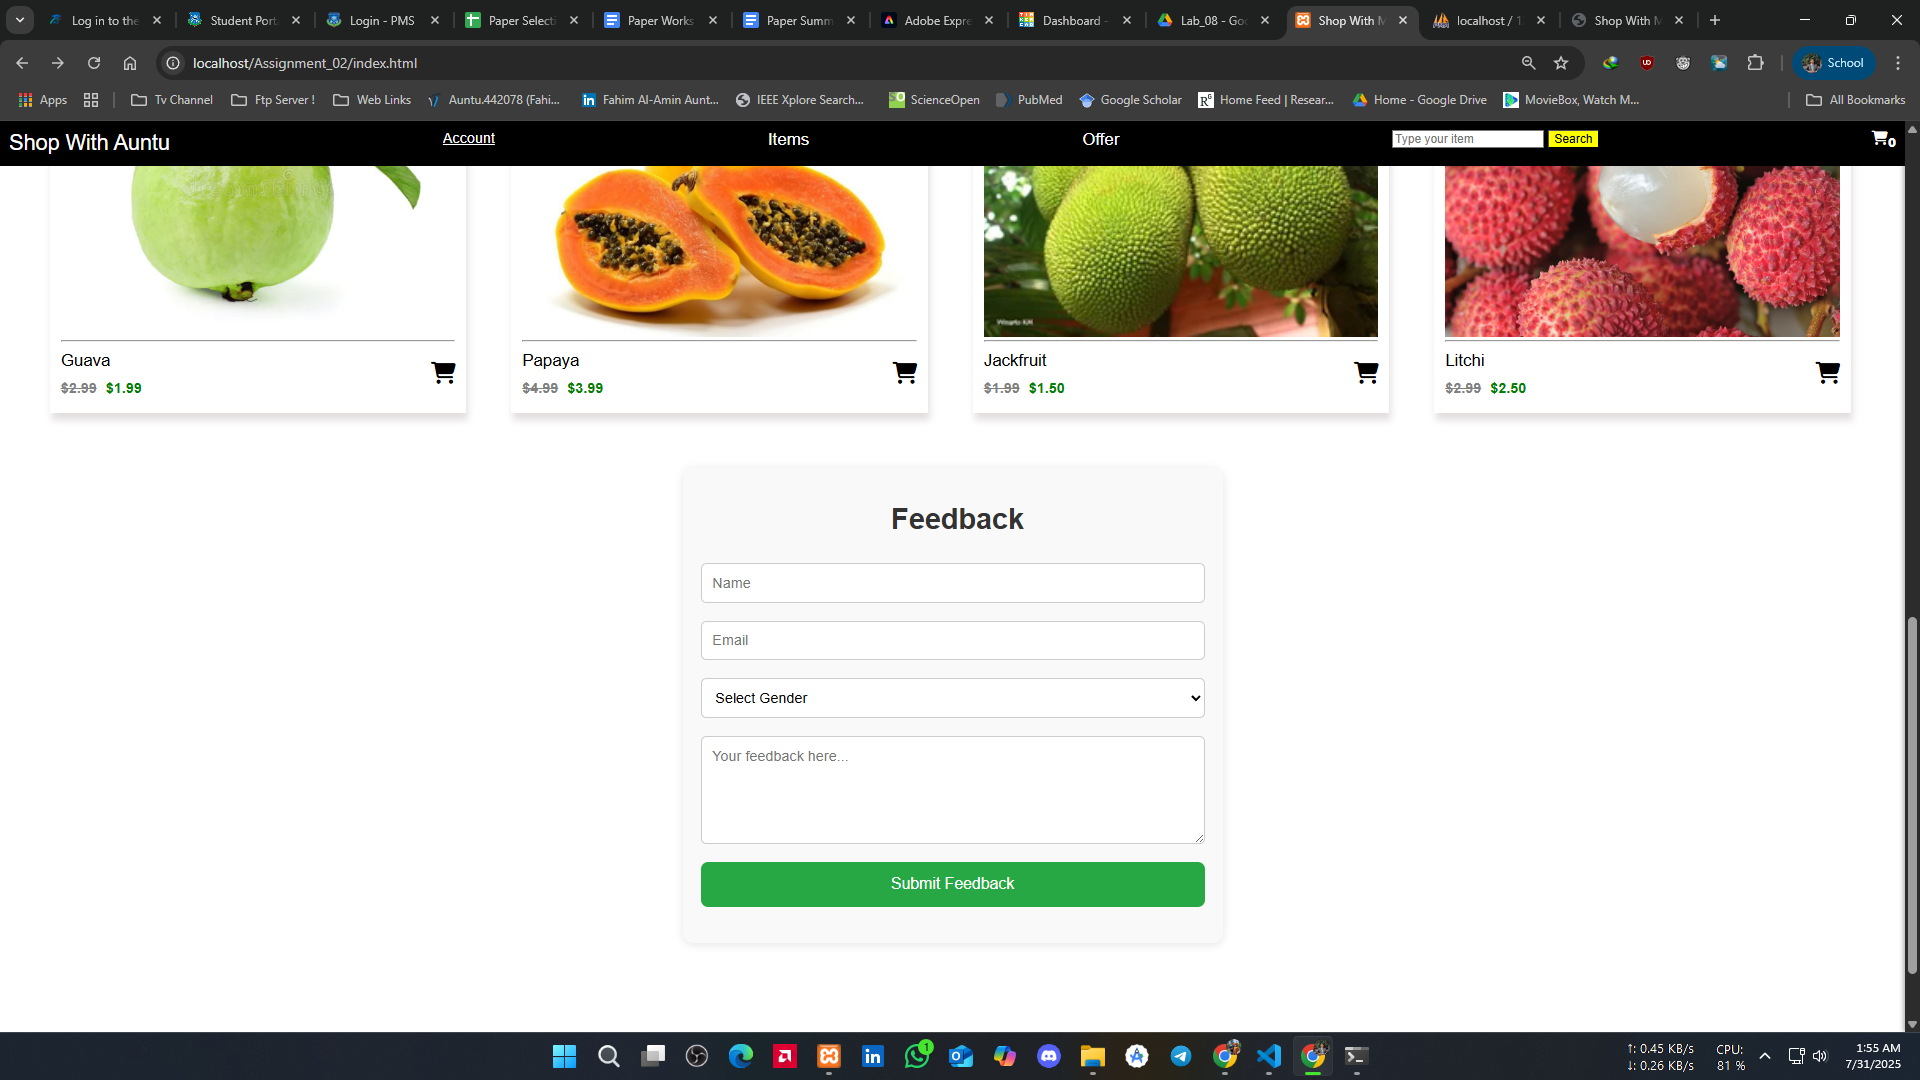 Log in to the
Student Port
Login - PMS
Paper Selecti
Paper Works
Paper Summ
Adobe Expre
Dashboard -
Lab_08 - Goo
Shop With M
localhost / 1
Shop With M
localhost/Assignment_02/index.html
School
Apps
Tv Channel
Ftp Server !
Web Links
Auntu.442078 (Fahi...
Fahim Al-Amin Aunt...
IEEE Xplore Search...
ScienceOpen
PubMed
Google Scholar
Home Feed | Resear...
Home - Google Drive
MovieBox, Watch M...
All Bookmarks
Shop With Auntu
Account
Items
Offer
Type your item
Search
0
Guava
$2.99 $1.99
Papaya
$4.99 $3.99
Jackfruit
$1.99 $1.50
Litchi
$2.99 $2.50
Feedback
Name
Email
Select Gender
Your feedback here...
Submit Feedback
1
↑: 0.45 KB/s
↓: 0.26 KB/s
CPU:
81 %
1:55 AM
7/31/2025